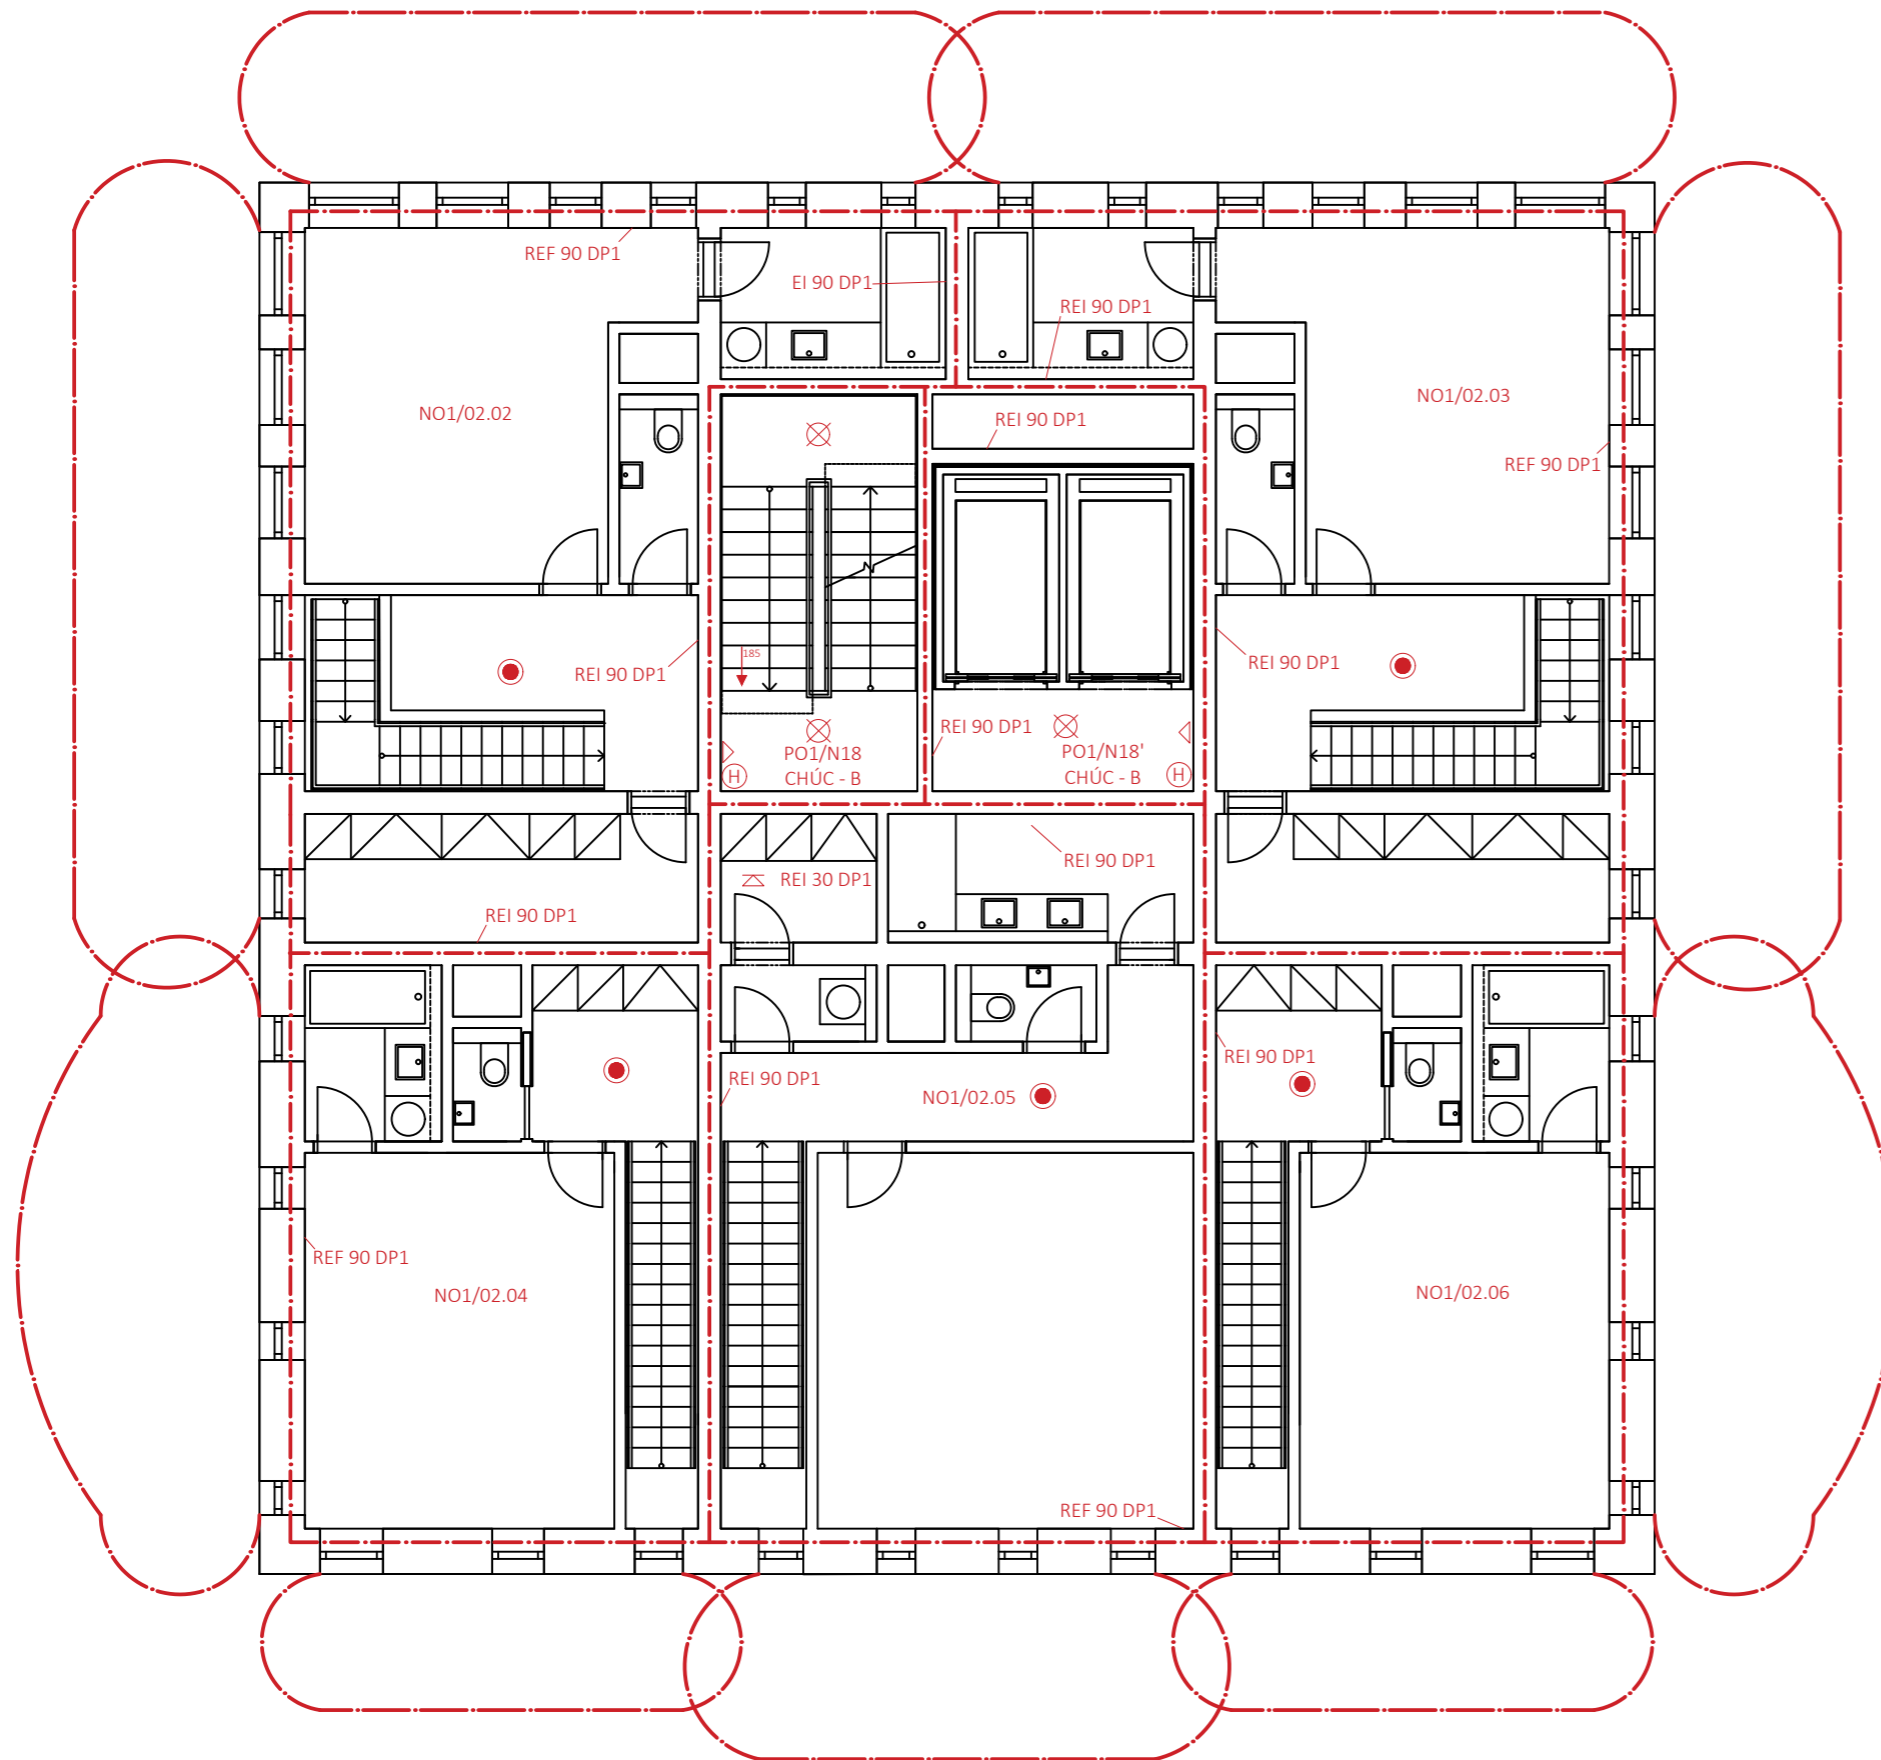 REF 90 DP1
EI 90 DP1
REI 90 DP1
NO1/02.02
REI 90 DP1
NO1/02.03
REF 90 DP1
185
REI 90 DP1
REI 90 DP1
REI 90 DP1
PO1/N18
CHÚC - B
H
PO1/N18'
CHÚC - B
H
REI 90 DP1
REI 30 DP1
REI 90 DP1
REI 90 DP1
REI 90 DP1
NO1/02.05
REF 90 DP1
NO1/02.04
NO1/02.06
REF 90 DP1